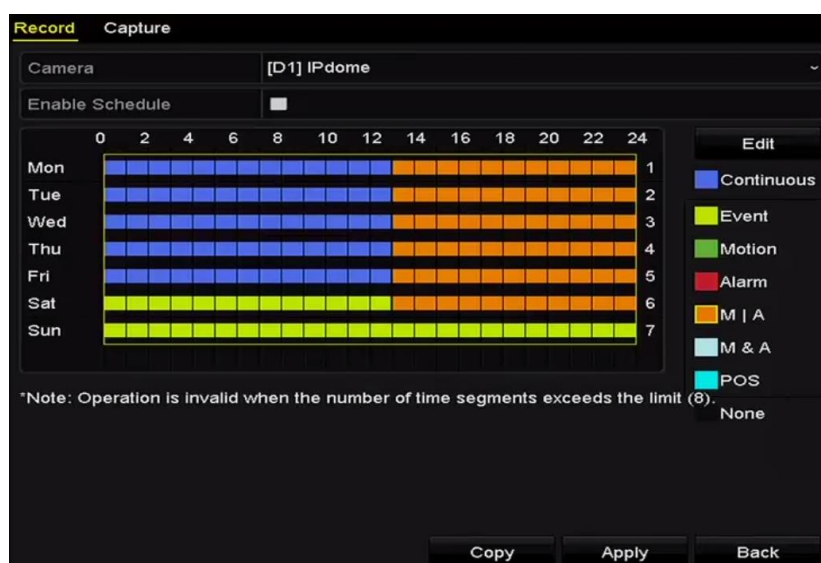 Record Capture
Camera [D1] IPdome
Enable Schedule
0 2 4 6 8 10 12 14 16 18 20 22 24
Edit
Mon 1
Continuous
Tue 2
Wed 3
Event
Thu 4
Motion
Fri 5
Alarm
Sat 6
M | A
Sun 7
M & A
POS
*Note: Operation is invalid when the number of time segments exceeds the limit (8).
None
Copy Apply Back